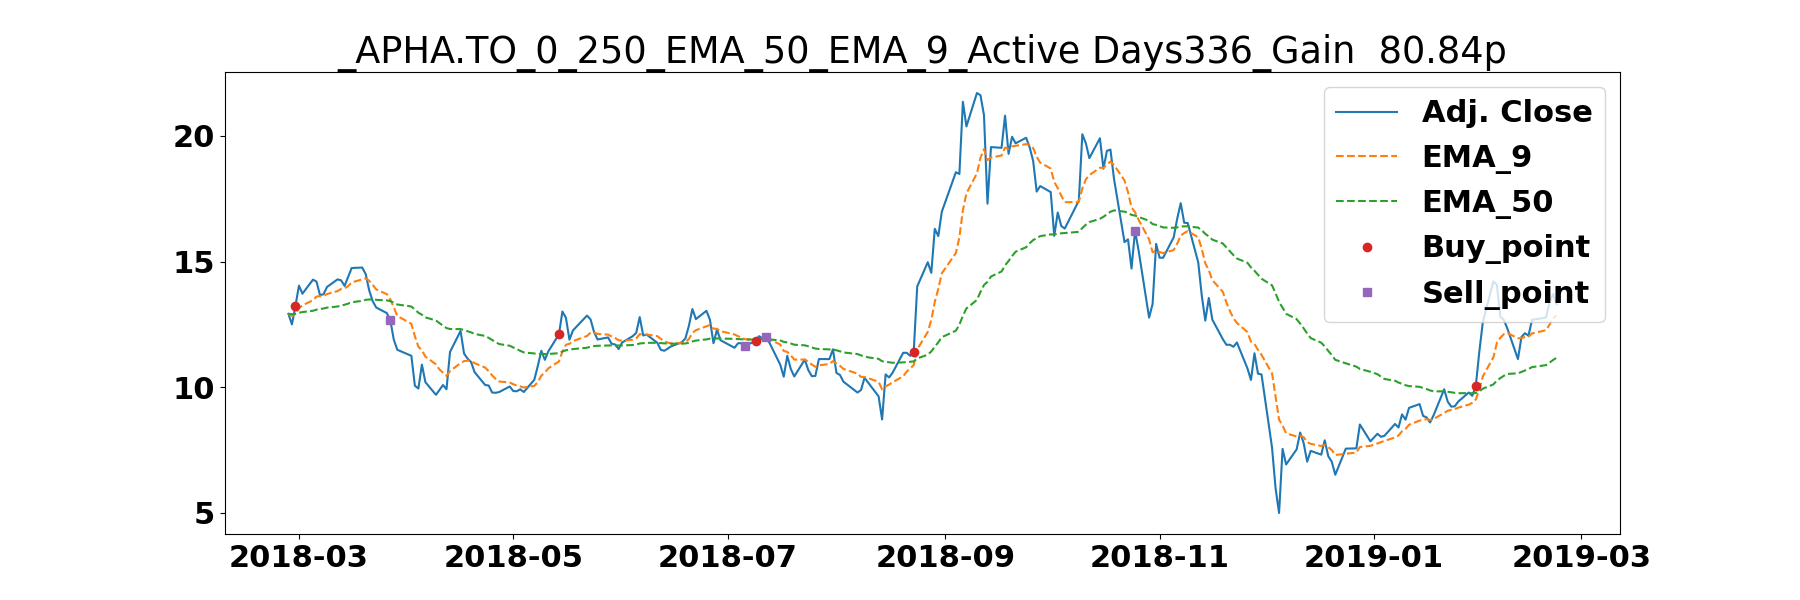 _APHA.TO_0_250_EMA_50_EMA_9_Active Days336_Gain  80.84p
Adj. Close
EMA_9
EMA_50
Buy_point
Sell_point
20
15
10
5
2018-03
2018-05
2018-07
2018-09
2018-11
2019-01
2019-03